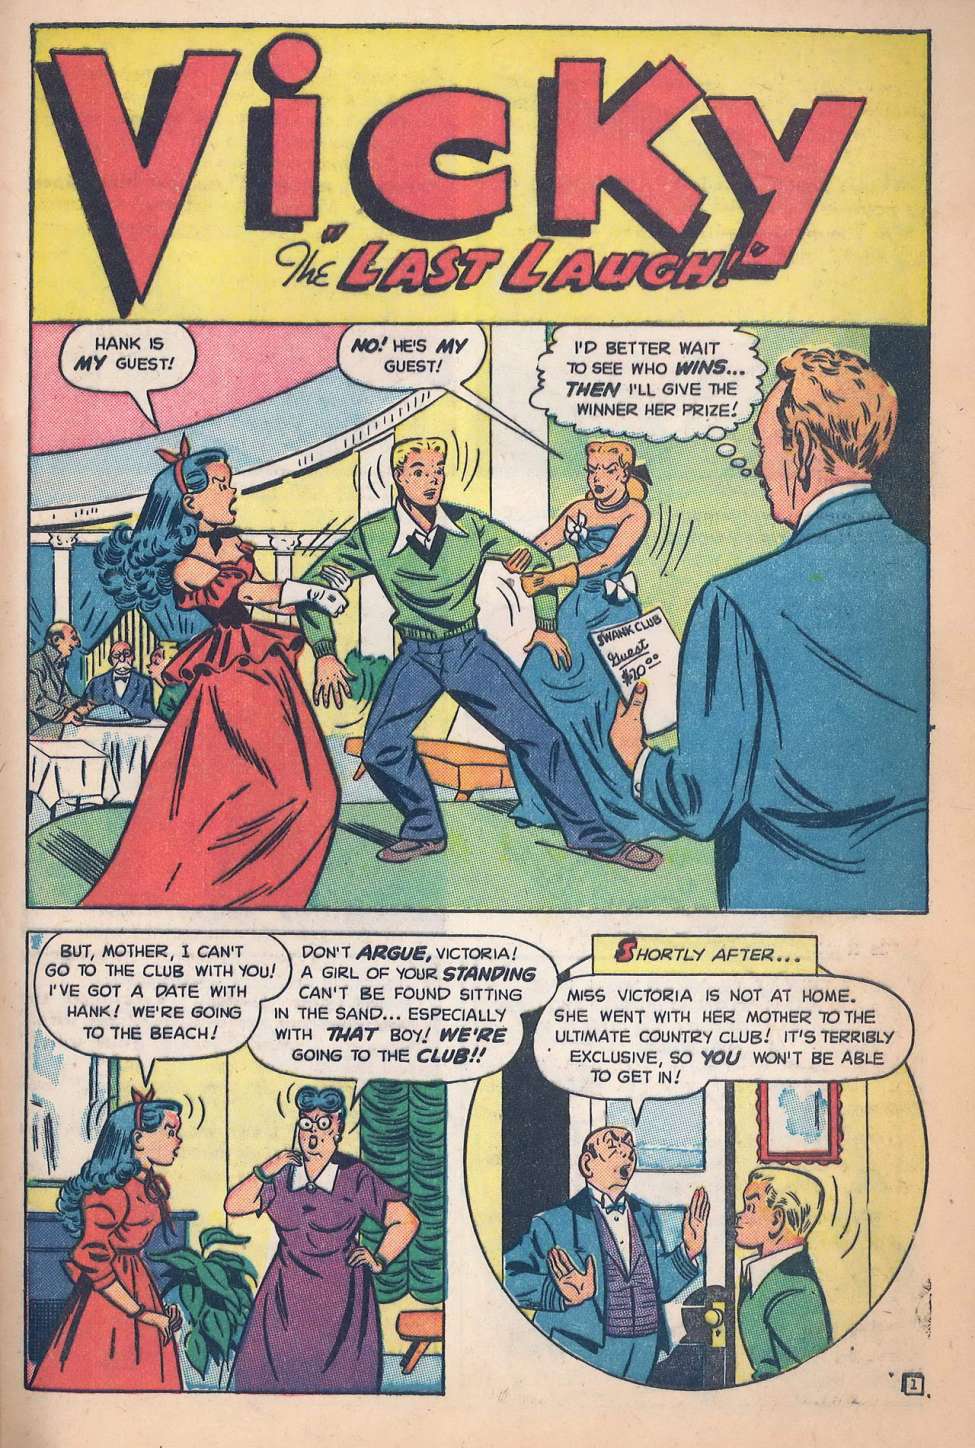 Vicky
The "LAST LAUGH!"
HANK IS
MY GUEST!
NO! HE'S MY
GUEST!
I'D BETTER WAIT
TO SEE WHO WINS...
THEN I'LL GIVE THE
WINNER HER PRIZE!
SWANK CLUB
Guest
$20.00
BUT, MOTHER, I CAN'T
GO TO THE CLUB WITH YOU!
I'VE GOT A DATE WITH
HANK! WE'RE GOING
TO THE BEACH!
DON'T ARGUE, VICTORIA!
A GIRL OF YOUR STANDING
CAN'T BE FOUND SITTING
IN THE SAND... ESPECIALLY
WITH THAT BOY! WE'RE
GOING TO THE CLUB!!
SHORTLY AFTER...
MISS VICTORIA IS NOT AT HOME.
SHE WENT WITH HER MOTHER TO THE
ULTIMATE COUNTRY CLUB! IT'S TERRIBLY
EXCLUSIVE, SO YOU WON'T BE ABLE
TO GET IN!
1